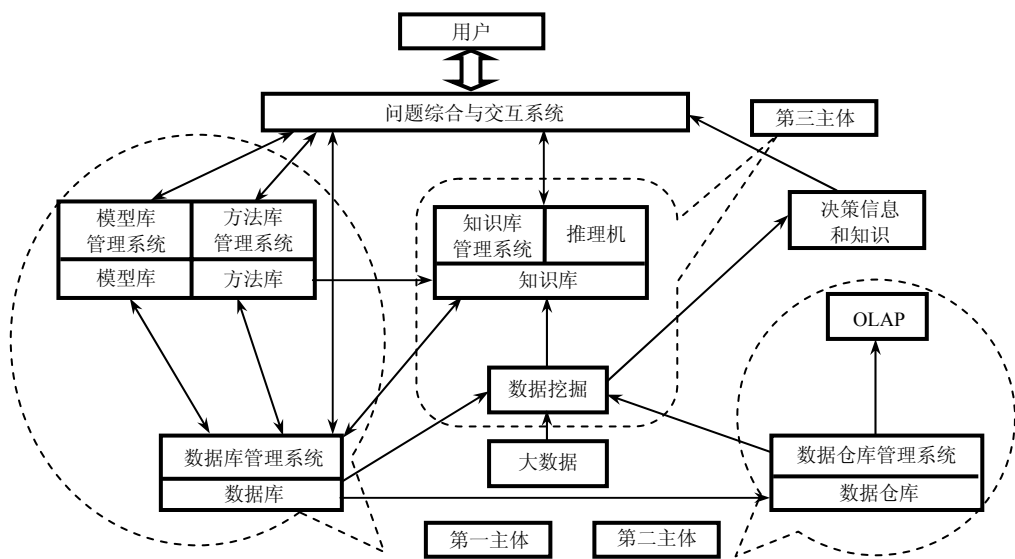 用户
问题综合与交互系统
第三主体
模型库
管理系统
方法库
管理系统
模型库
方法库
知识库
管理系统
推理机
知识库
决策信息
和知识
OLAP
数据挖掘
大数据
数据库管理系统
数据库
数据仓库管理系统
数据仓库
第一主体
第二主体